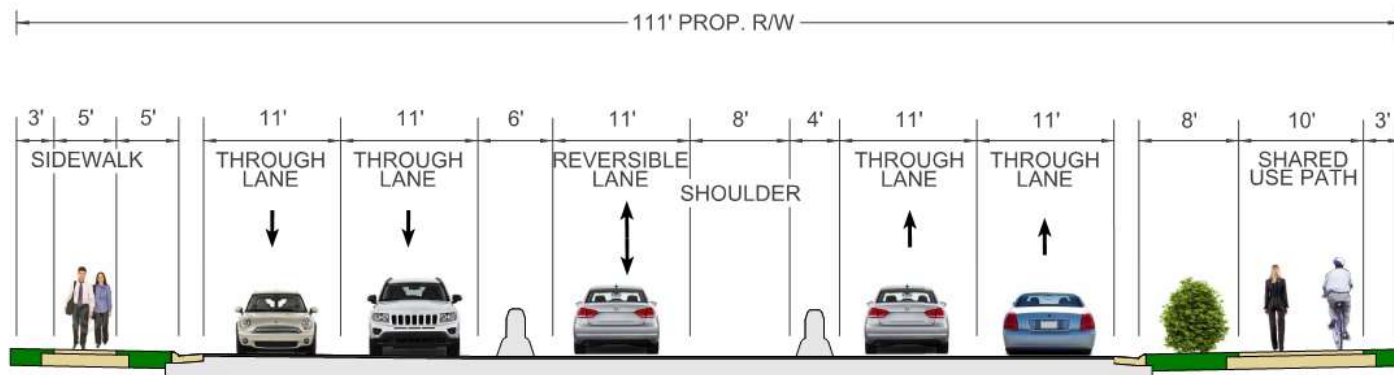 111' PROP. R/W
3' 5' 5' 11' 11' 6' 11' 8' 4' 11' 11' 8' 10' 3'
SIDEWALK
THROUGH
LANE
THROUGH
LANE
REVERSIBLE
LANE
SHOULDER
THROUGH
LANE
THROUGH
LANE
SHARED
USE PATH